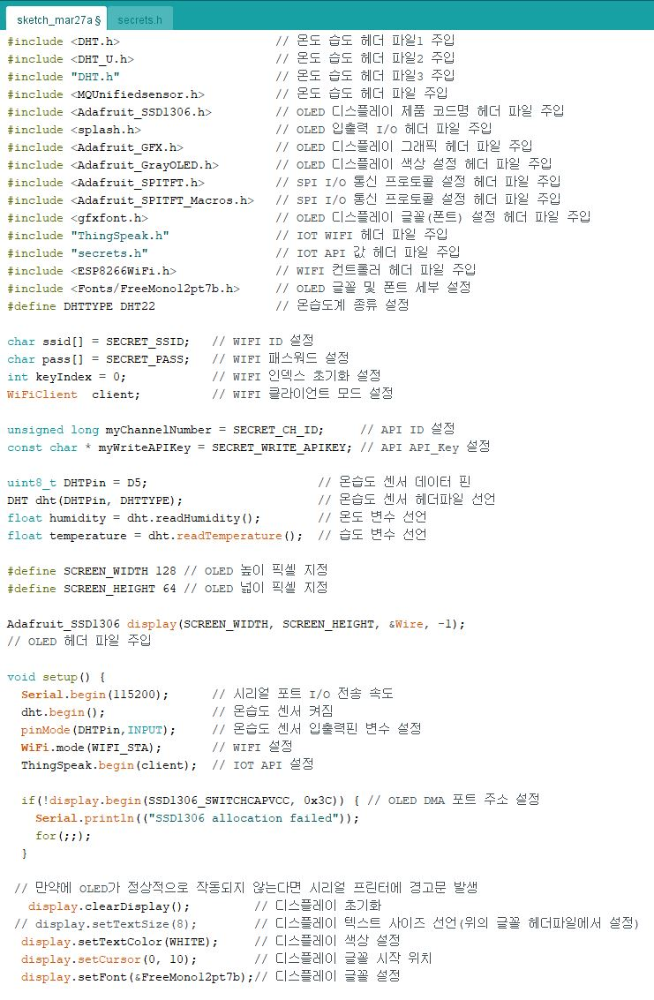 sketch_mar27a § secrets.h
#include <DHT.h> // 온도 습도 헤더 파일1 주입
#include <DHT_U.h> // 온도 습도 헤더 파일2 주입
#include "DHT.h" // 온도 습도 헤더 파일3 주입
#include <MQUnifiedsensor.h> // 온도 습도 헤더 파일 주입
#include <Adafruit_SSD1306.h> // OLED 디스플레이 제품 코드명 헤더 파일 주입
#include <splash.h> // OLED 입출력 I/O 헤더 파일 주입
#include <Adafruit_GFX.h> // OLED 디스플레이 그래픽 헤더 파일 주입
#include <Adafruit_GrayOLED.h> // OLED 디스플레이 색상 설정 헤더 파일 주입
#include <Adafruit_SPITFT.h> // SPI I/O 통신 프로토콜 설정 헤더 파일 주입
#include <Adafruit_SPITFT_Macros.h> // SPI I/O 통신 프로토콜 설정 헤더 파일 주입
#include <gfxfont.h> // OLED 디스플레이 글꼴(폰트) 설정 헤더 파일 주입
#include "ThingSpeak.h" // IOT WIFI 헤더 파일 주입
#include "secrets.h" // IOT API 값 헤더 파일 주입
#include <ESP8266WiFi.h> // WIFI 컨트롤러 헤더 파일 주입
#include <Fonts/FreeMono12pt7b.h> // OLED 글꼴 및 폰트 세부 설정
#define DHTTYPE DHT22 // 온습도계 종류 설정
char ssid[] = SECRET_SSID; // WIFI ID 설정
char pass[] = SECRET_PASS; // WIFI 패스워드 설정
int keyIndex = 0; // WIFI 인덱스 초기화 설정
WiFiClient client; // WIFI 클라이언트 모드 설정
unsigned long myChannelNumber = SECRET_CH_ID; // API ID 설정
const char * myWriteAPIKey = SECRET_WRITE_APIKEY; // API API_Key 설정
uint8_t DHTPin = D5; // 온습도 센서 데이터 핀
DHT dht(DHTPin, DHTTYPE); // 온습도 센서 헤더파일 선언
float humidity = dht.readHumidity(); // 온도 변수 선언
float temperature = dht.readTemperature(); // 습도 변수 선언
#define SCREEN_WIDTH 128 // OLED 높이 픽셀 지정
#define SCREEN_HEIGHT 64 // OLED 넓이 픽셀 지정
Adafruit_SSD1306 display(SCREEN_WIDTH, SCREEN_HEIGHT, &Wire, -1);
// OLED 헤더 파일 주입
void setup() {
Serial.begin(115200); // 시리얼 포트 I/O 전송 속도
dht.begin(); // 온습도 센서 켜짐
pinMode(DHTPin,INPUT); // 온습도 센서 입출력핀 변수 설정
WiFi.mode(WIFI_STA); // WIFI 설정
ThingSpeak.begin(client); // IOT API 설정
if(!display.begin(SSD1306_SWITCHCAPVCC, 0x3C)) { // OLED DMA 포트 주소 설정
Serial.println(("SSD1306 allocation failed"));
for(;;);
}
// 만약에 OLED가 정상적으로 작동되지 않는다면 시리얼 프린터에 경고문 발생
display.clearDisplay(); // 디스플레이 초기화
// display.setTextSize(8); // 디스플레이 텍스트 사이즈 선언(위의 글꼴 헤더파일에서 설정)
display.setTextColor(WHITE); // 디스플레이 색상 설정
display.setCursor(0, 10); // 디스플레이 글꼴 시작 위치
display.setFont(&FreeMono12pt7b);// 디스플레이 글꼴 설정